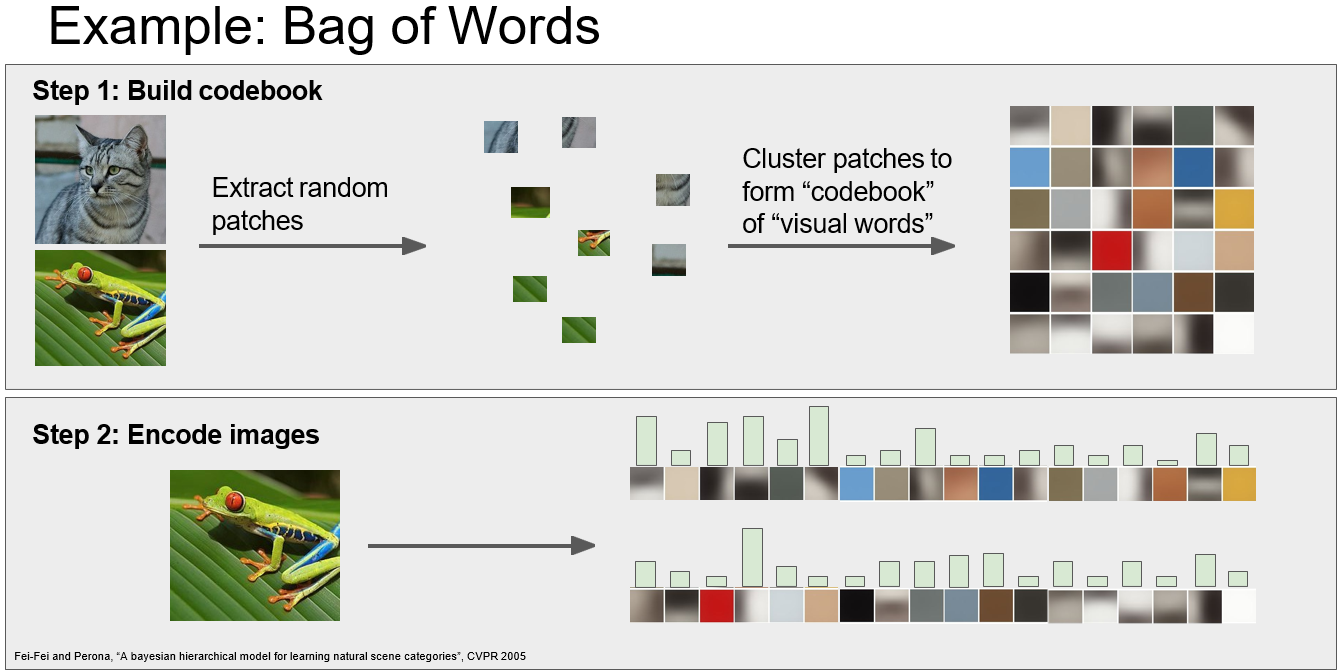 Example: Bag of Words
Step 1: Build codebook
Extract random
patches
Cluster patches to
form “codebook”
of “visual words”
Step 2: Encode images
Fei-Fei and Perona, “A bayesian hierarchical model for learning natural scene categories”, CVPR 2005